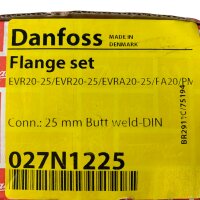 Danfoss
MADE IN
DENMARK
Flange set
EVR20-25/EVR20-25/EVRA20-25/FA20/PM
Conn.: 25 mm Butt weld-DIN
027N1225